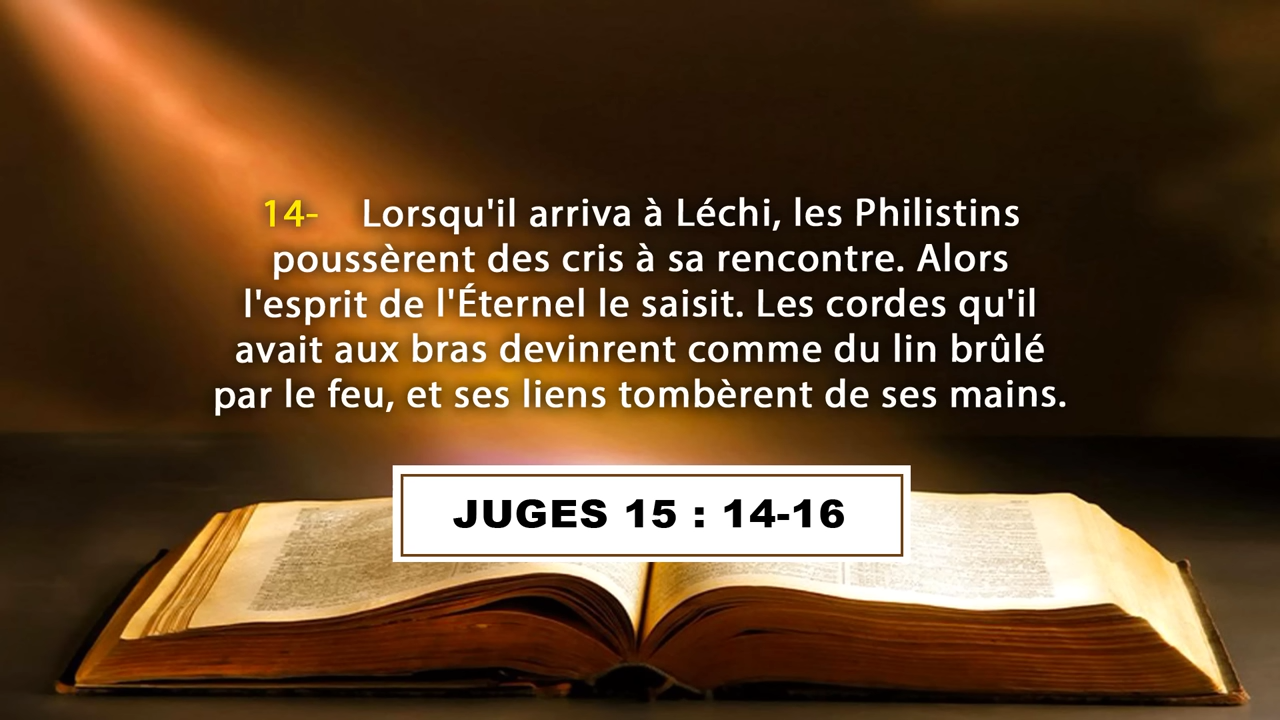 14- Lorsqu'il arriva à Léchi, les Philistins
poussèrent des cris à sa rencontre. Alors
l'esprit de l'Éternel le saisit. Les cordes qu'il
avait aux bras devinrent comme du lin brûlé
par le feu, et ses liens tombèrent de ses mains.
JUGES 15 : 14-16